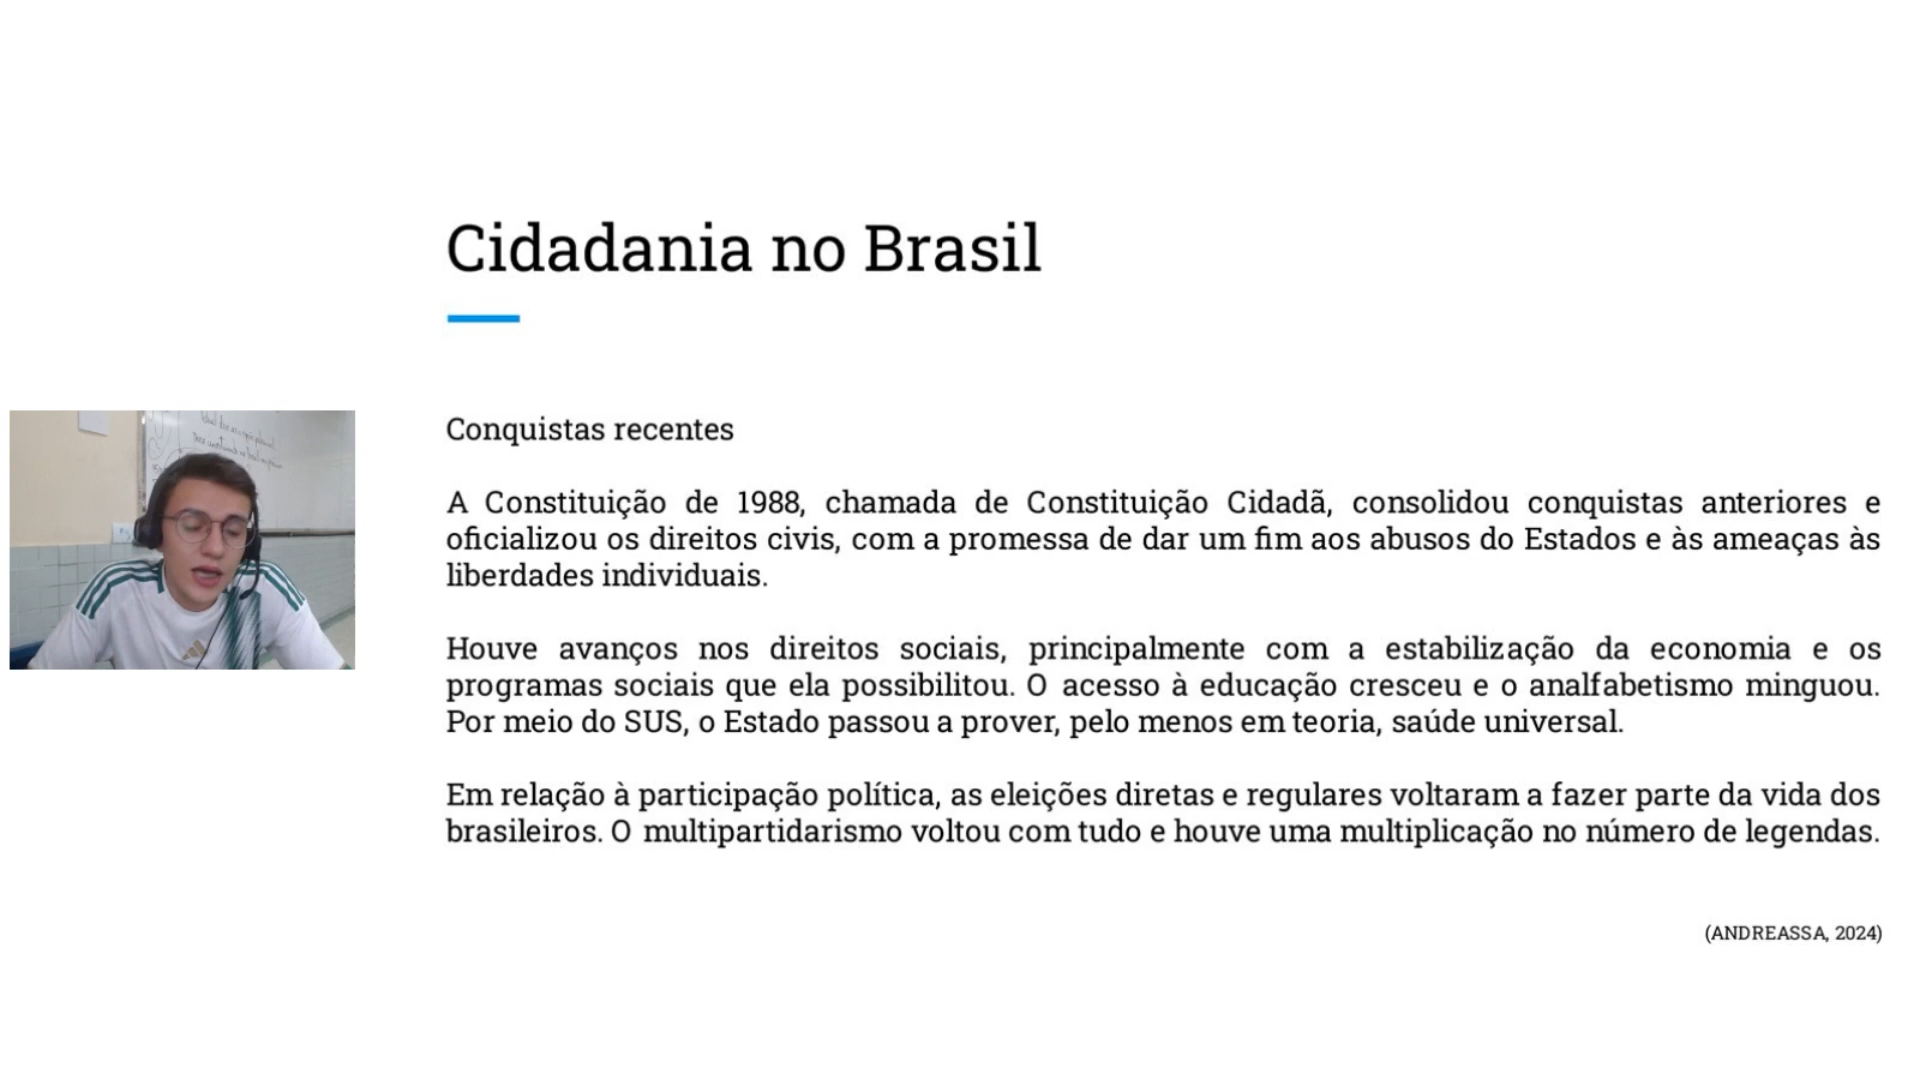 Cidadania no Brasil
Conquistas recentes
A Constituição de 1988, chamada de Constituição Cidadã, consolidou conquistas anteriores e
oficializou os direitos civis, com a promessa de dar um fim aos abusos do Estados e às ameaças às
liberdades individuais.
Houve avanços nos direitos sociais, principalmente com a estabilização da economia e os
programas sociais que ela possibilitou. O acesso à educação cresceu e o analfabetismo minguou.
Por meio do SUS, o Estado passou a prover, pelo menos em teoria, saúde universal.
Em relação à participação política, as eleições diretas e regulares voltaram a fazer parte da vida dos
brasileiros. O multipartidarismo voltou com tudo e houve uma multiplicação no número de legendas.
(ANDREASSA, 2024)